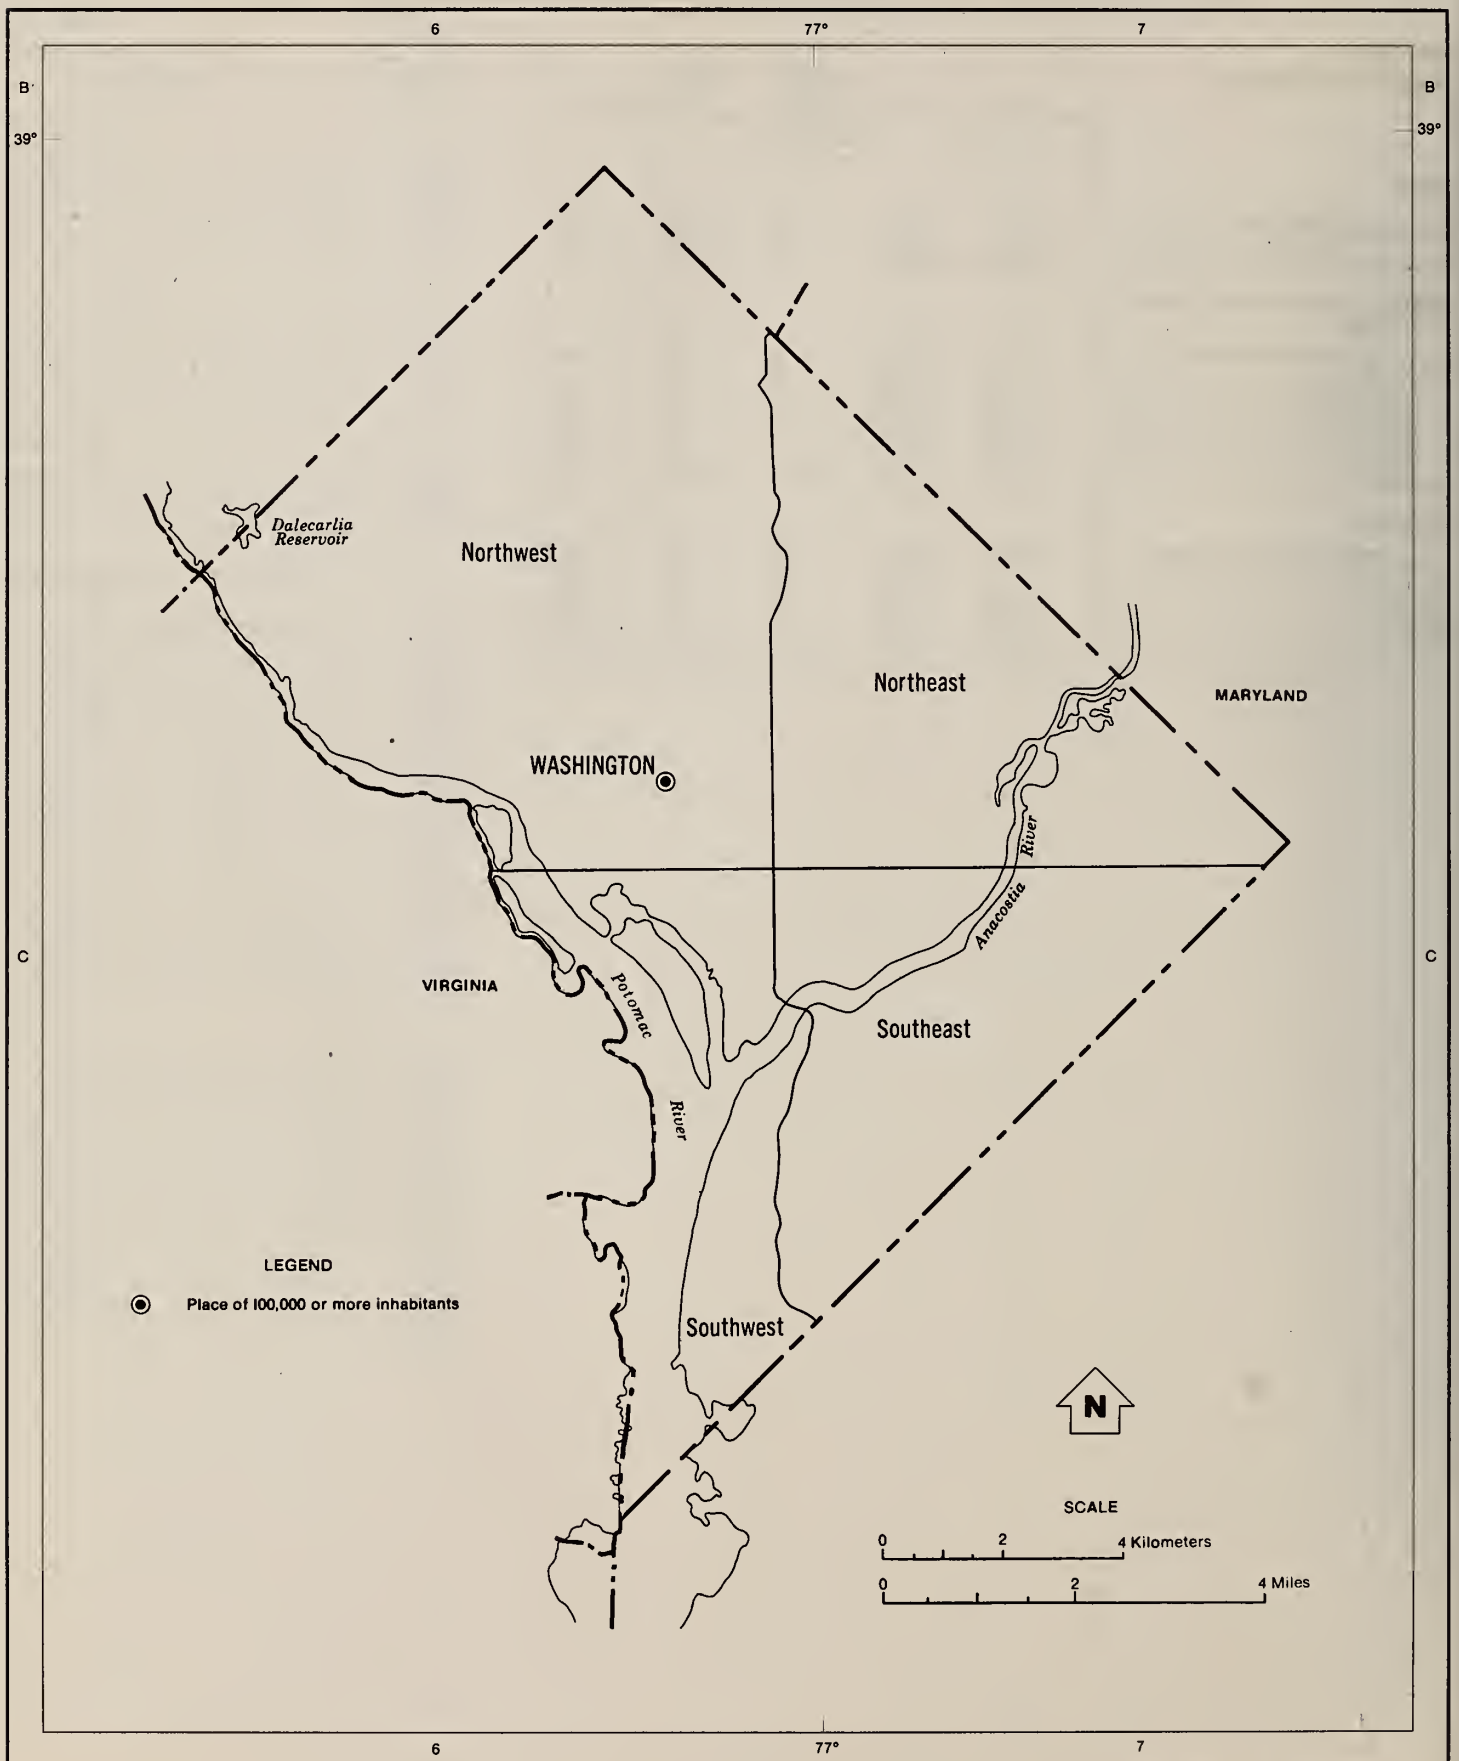 6 77° 7
B B
39° 39°
Dalecarlia
Reservoir
Northwest
Northeast
MARYLAND
WASHINGTON
River
Anacostia
C C
VIRGINIA
Potomac
Southeast
River
LEGEND
Place of 100,000 or more inhabitants
Southwest
N
SCALE
0 2 4 Kilometers
0 2 4 Miles
6 77° 7